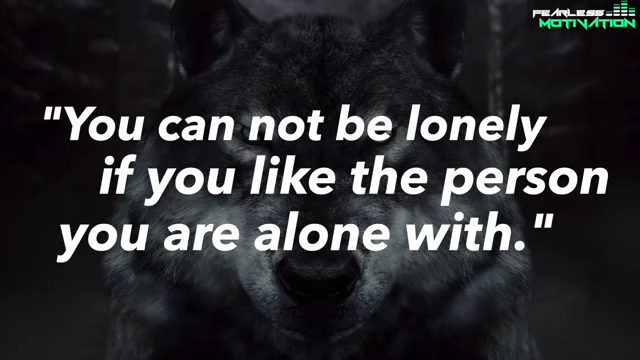 FEARLESS
MOTIVATION
"You can not be lonely
if you like the person
you are alone with."